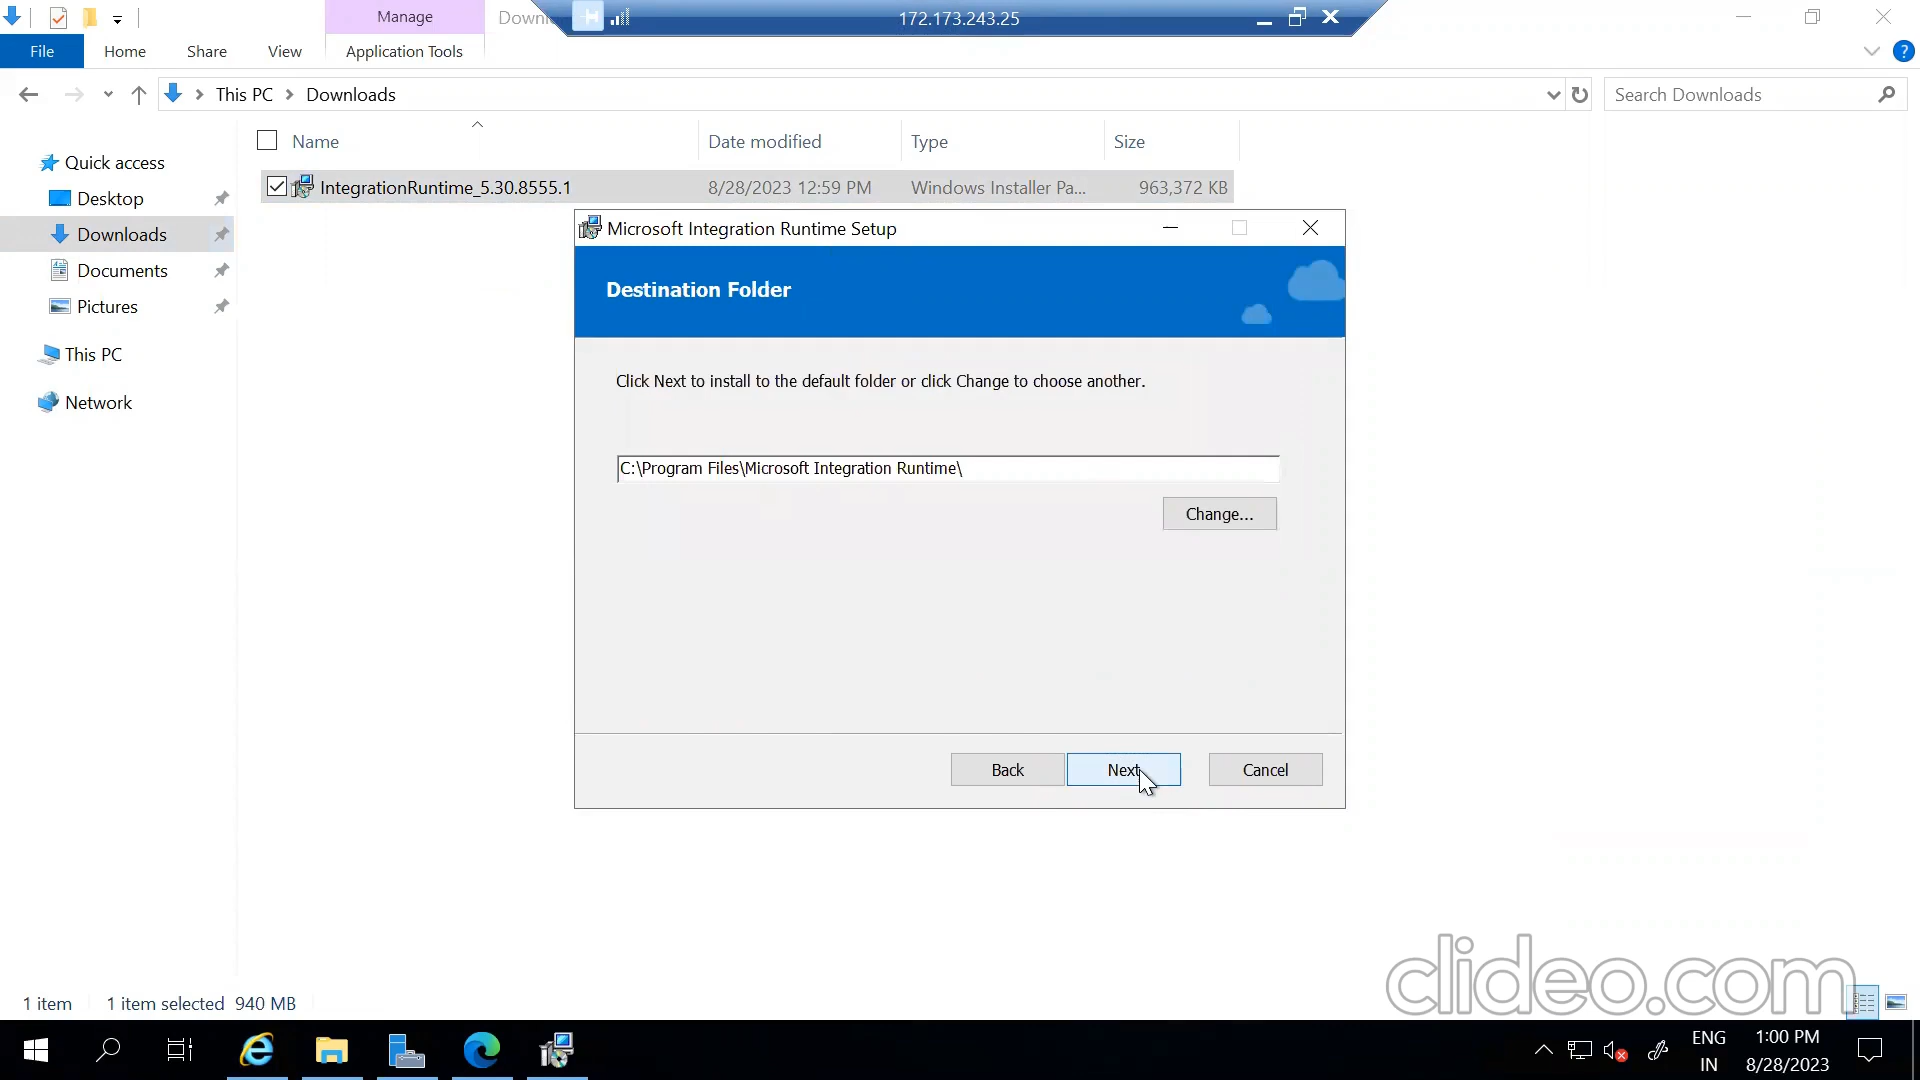 Manage
Down
172.173.243.25
File
Home
Share
View
Application Tools
This PC
Downloads
Search Downloads
Name
Date modified
Type
Size
Quick access
IntegrationRuntime_5.30.8555.1
8/28/2023 12:59 PM
Windows Installer Pa...
963,372 KB
Desktop
Downloads
Documents
Pictures
This PC
Network
Microsoft Integration Runtime Setup
Destination Folder
Click Next to install to the default folder or click Change to choose another.
C:\Program Files\Microsoft Integration Runtime\
Change...
Back
Next
Cancel
clideo.com
1 item
1 item selected 940 MB
ENG
IN
1:00 PM
8/28/2023